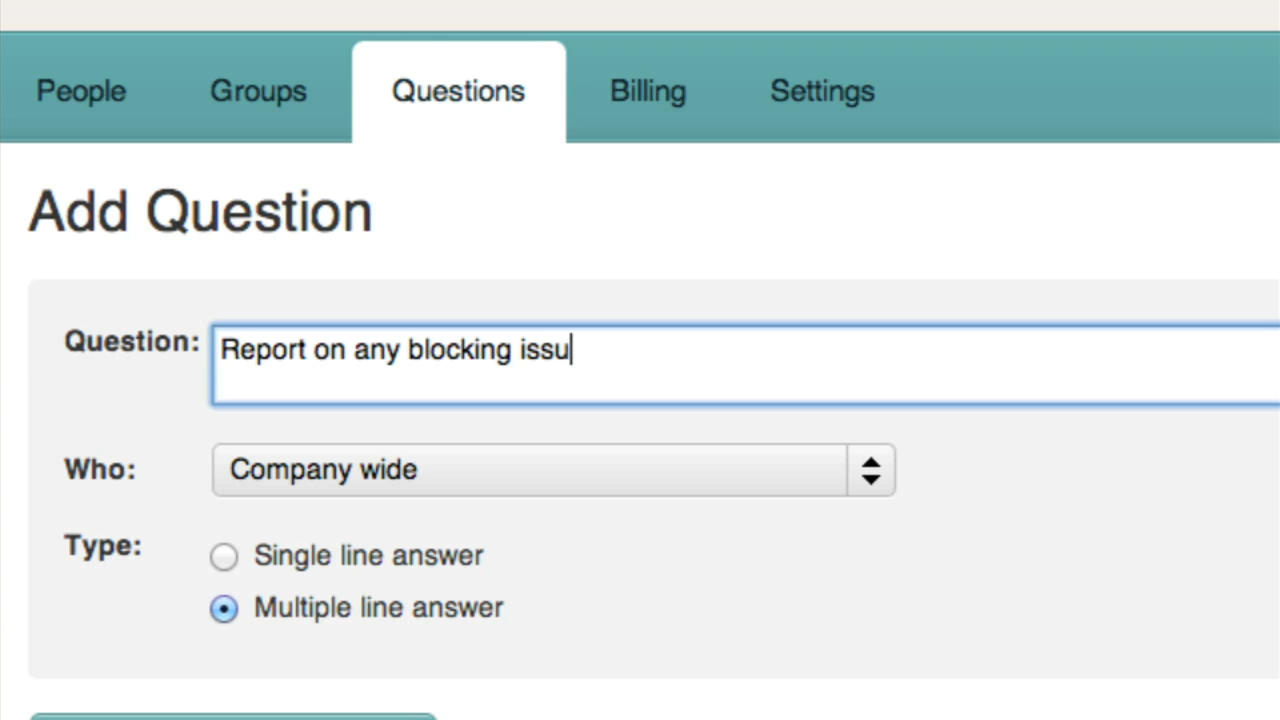 People Groups Questions Billing Settings
Add Question
Question: Report on any blocking issu
Who: Company wide
Type: Single line answer
Multiple line answer